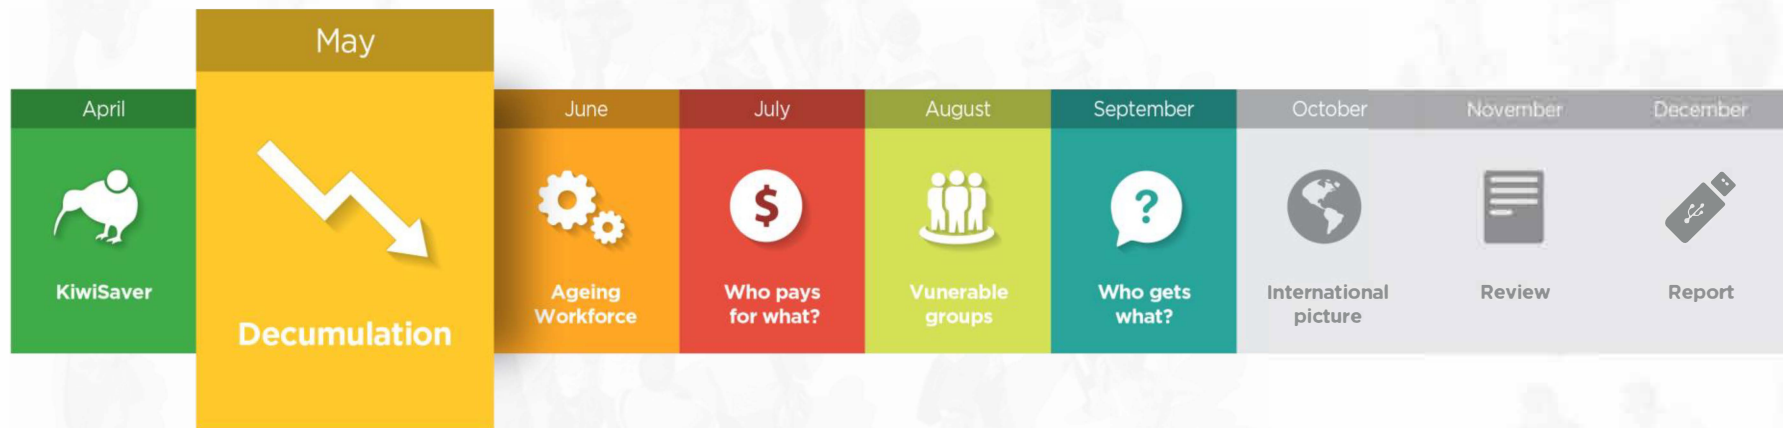 April
KiwiSaver
May
Decumulation
June
Ageing
Workforce
July
$
Who pays
for what?
August
Vunerable
groups
September
?
Who gets
what?
October
International
picture
November
Review
December
Report